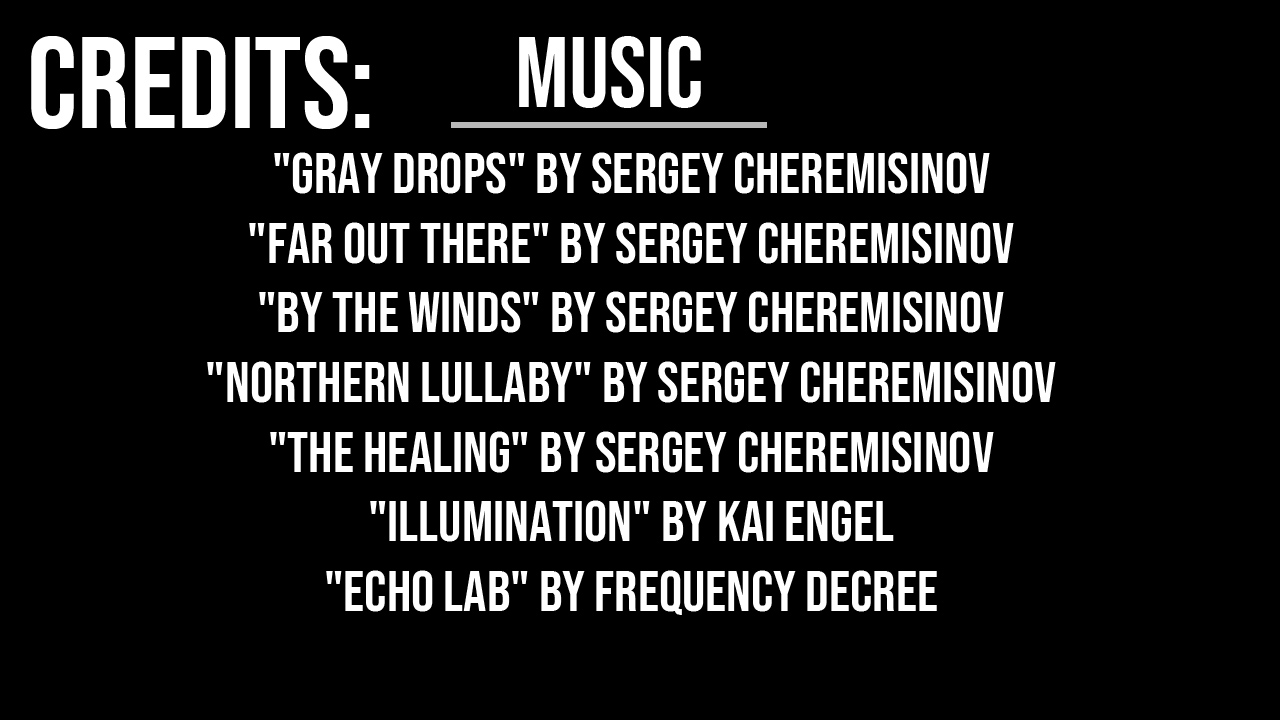 CREDITS:
MUSIC
"GRAY DROPS" BY SERGEY CHEREMISINOV
"FAR OUT THERE" BY SERGEY CHEREMISINOV
"BY THE WINDS" BY SERGEY CHEREMISINOV
"NORTHERN LULLABY" BY SERGEY CHEREMISINOV
"THE HEALING" BY SERGEY CHEREMISINOV
"ILLUMINATION" BY KAI ENGEL
"ECHO LAB" BY FREQUENCY DECREE